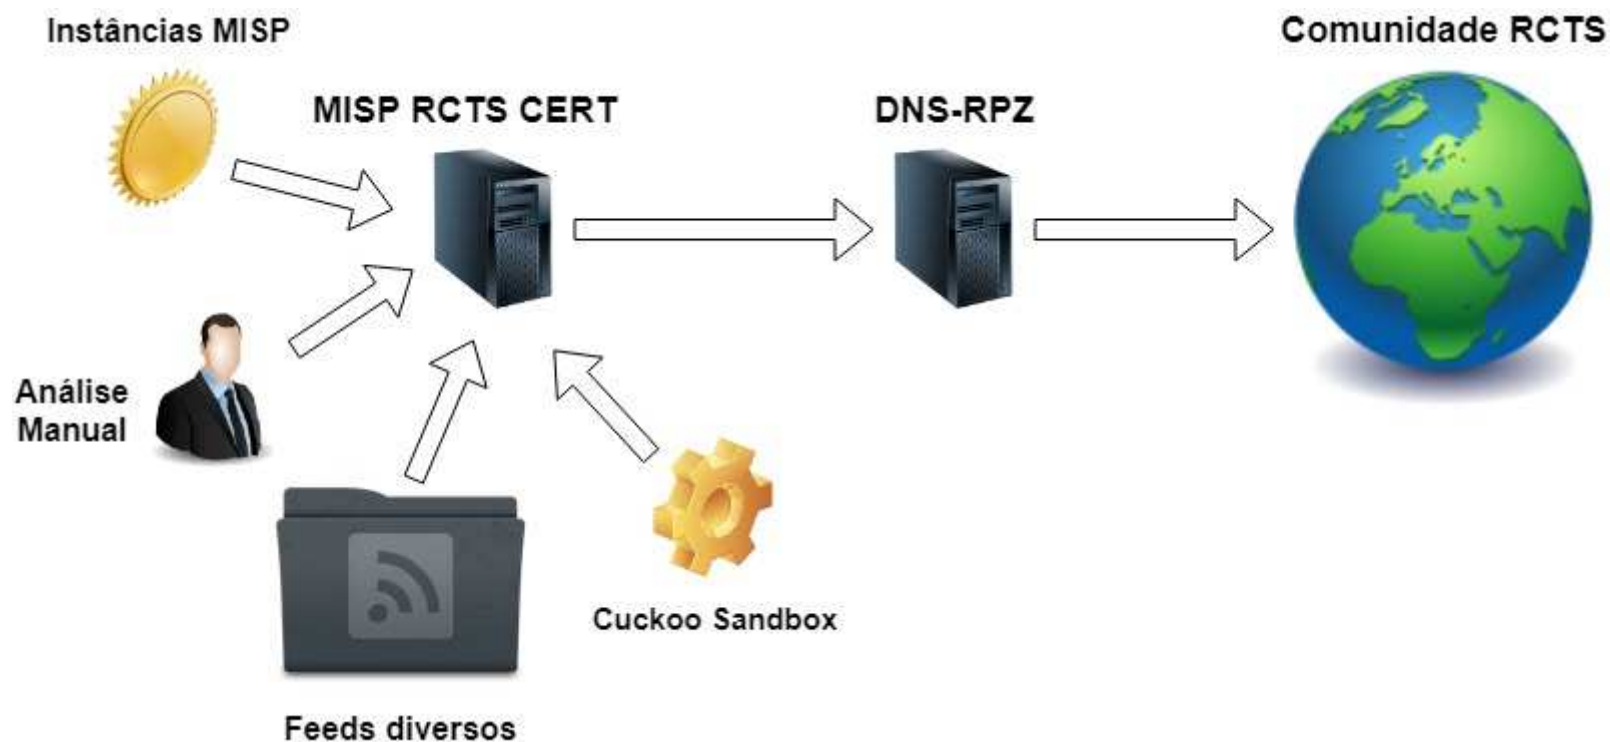 Instâncias MISP
Comunidade RCTS
MISP RCTS CERT
DNS-RPZ
Análise
Manual
Cuckoo Sandbox
Feeds diversos